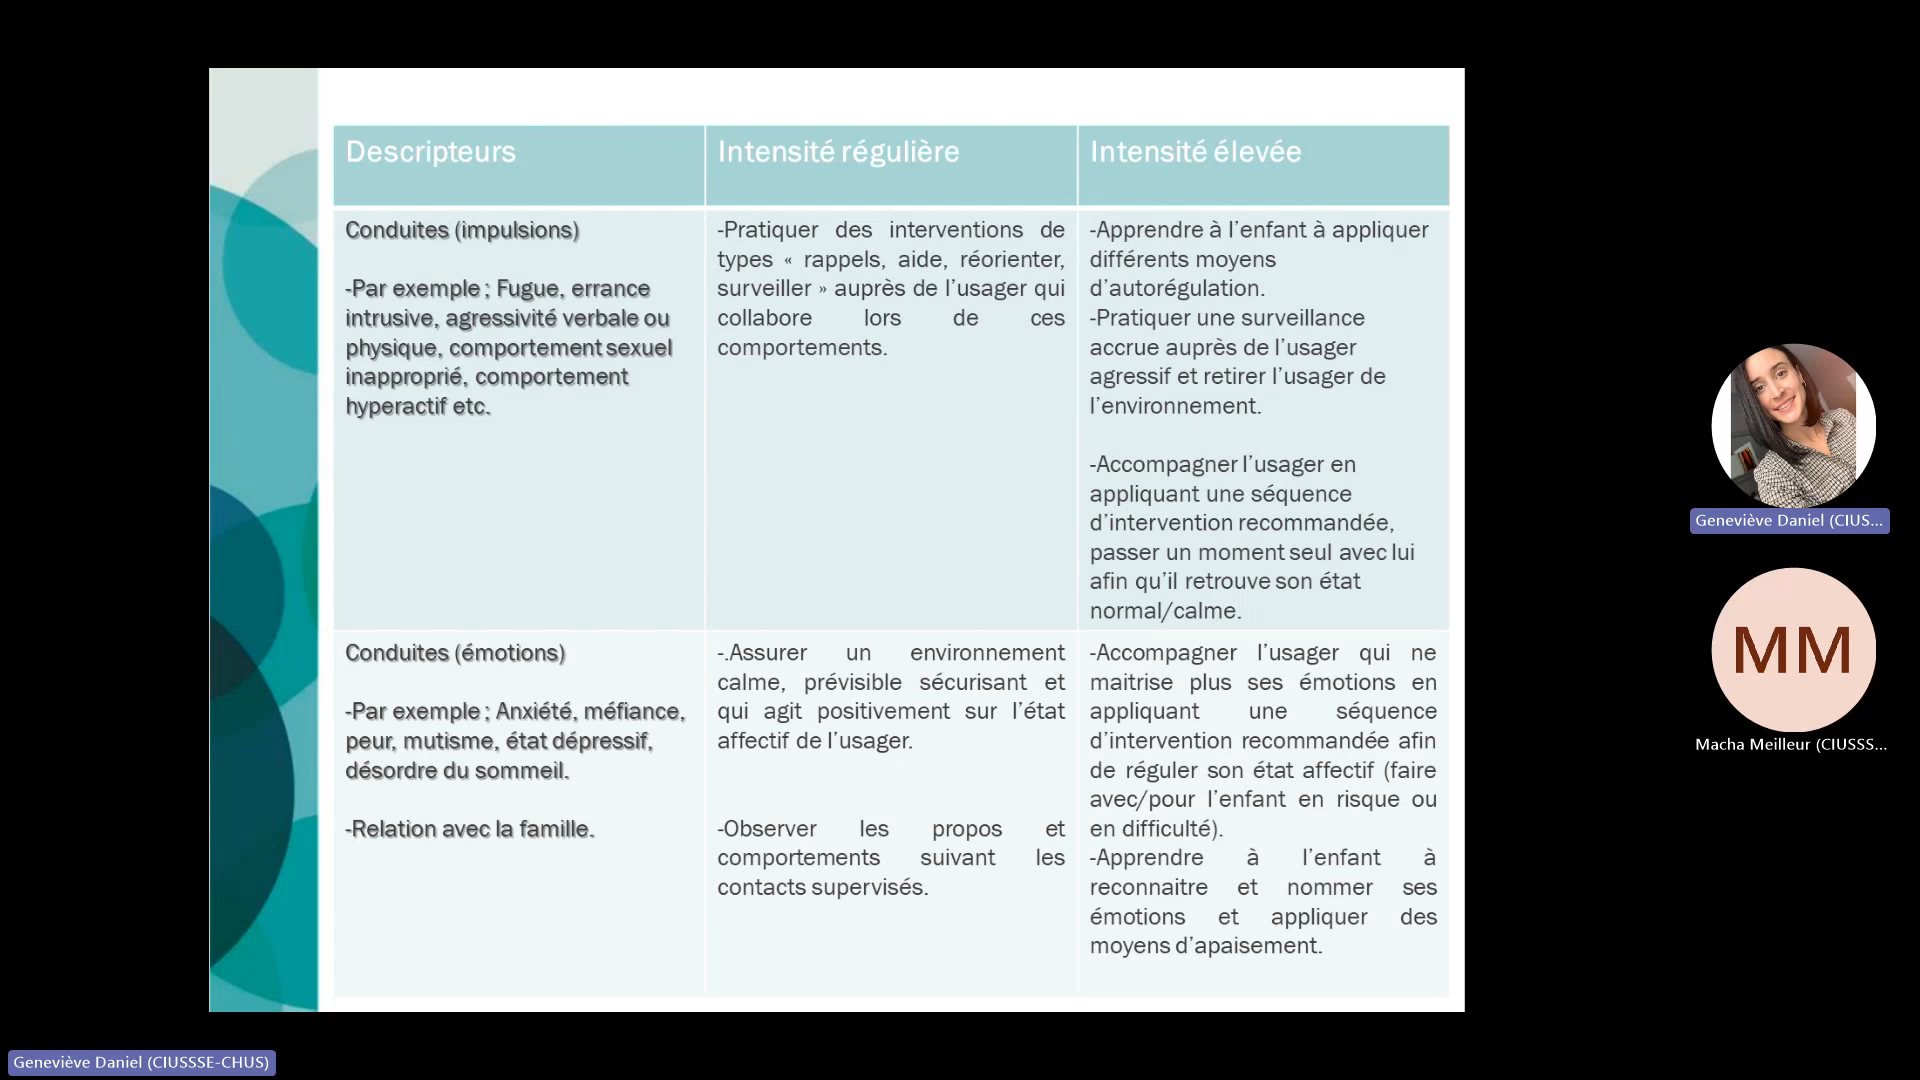 Descripteurs
Intensité régulière
Intensité élevée
Conduites (impulsions)
-Par exemple ; Fugue, errance
intrusive, agressivité verbale ou
physique, comportement sexuel
inapproprié, comportement
hyperactif etc.
-Pratiquer des interventions de
types « rappels, aide, réorienter,
surveiller » auprès de l’usager qui
collabore lors de ces
comportements.
-Apprendre à l’enfant à appliquer
différents moyens
d’autorégulation.
-Pratiquer une surveillance
accrue auprès de l’usager
agressif et retirer l’usager de
l’environnement.
-Accompagner l’usager en
appliquant une séquence
d’intervention recommandée,
passer un moment seul avec lui
afin qu’il retrouve son état
normal/calme.
Conduites (émotions)
-Par exemple ; Anxiété, méfiance,
peur, mutisme, état dépressif,
désordre du sommeil.
-Relation avec la famille.
-.Assurer un environnement
calme, prévisible sécurisant et
qui agit positivement sur l’état
affectif de l’usager.
-Observer les propos et
comportements suivant les
contacts supervisés.
-Accompagner l’usager qui ne
maitrise plus ses émotions en
appliquant une séquence
d’intervention recommandée afin
de réguler son état affectif (faire
avec/pour l’enfant en risque ou
en difficulté).
-Apprendre à l’enfant à
reconnaitre et nommer ses
émotions et appliquer des
moyens d’apaisement.
Geneviève Daniel (CIUS...
MM
Macha Meilleur (CIUSSS...
Geneviève Daniel (CIUSSSE-CHUS)